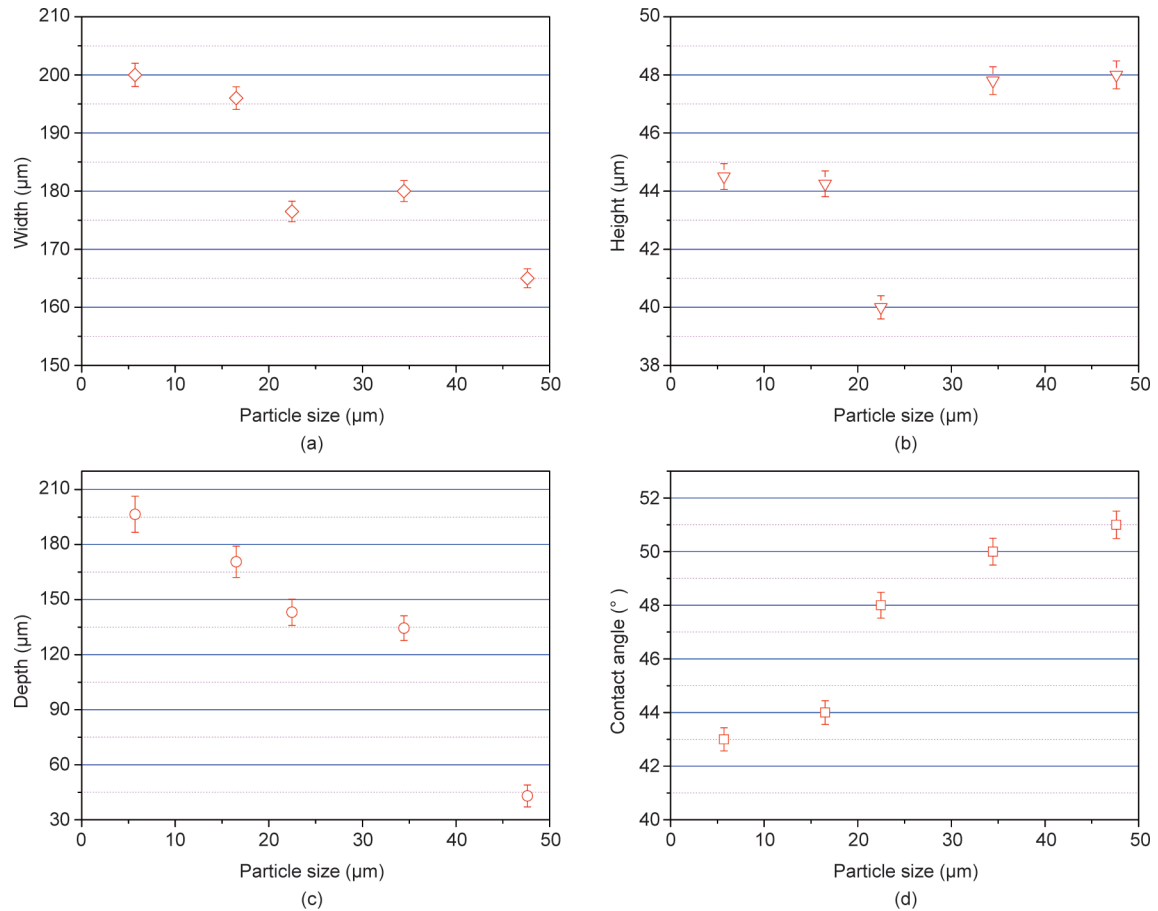 210
200
190
180
170
160
150
Width (µm)
0 10 20 30 40 50
Particle size (µm)
(a)
50
48
46
44
42
40
38
Height (µm)
0 10 20 30 40 50
Particle size (µm)
(b)
210
180
150
120
90
60
30
Depth (µm)
0 10 20 30 40 50
Particle size (µm)
(c)
52
50
48
46
44
42
40
Contact angle (°)
0 10 20 30 40 50
Particle size (µm)
(d)